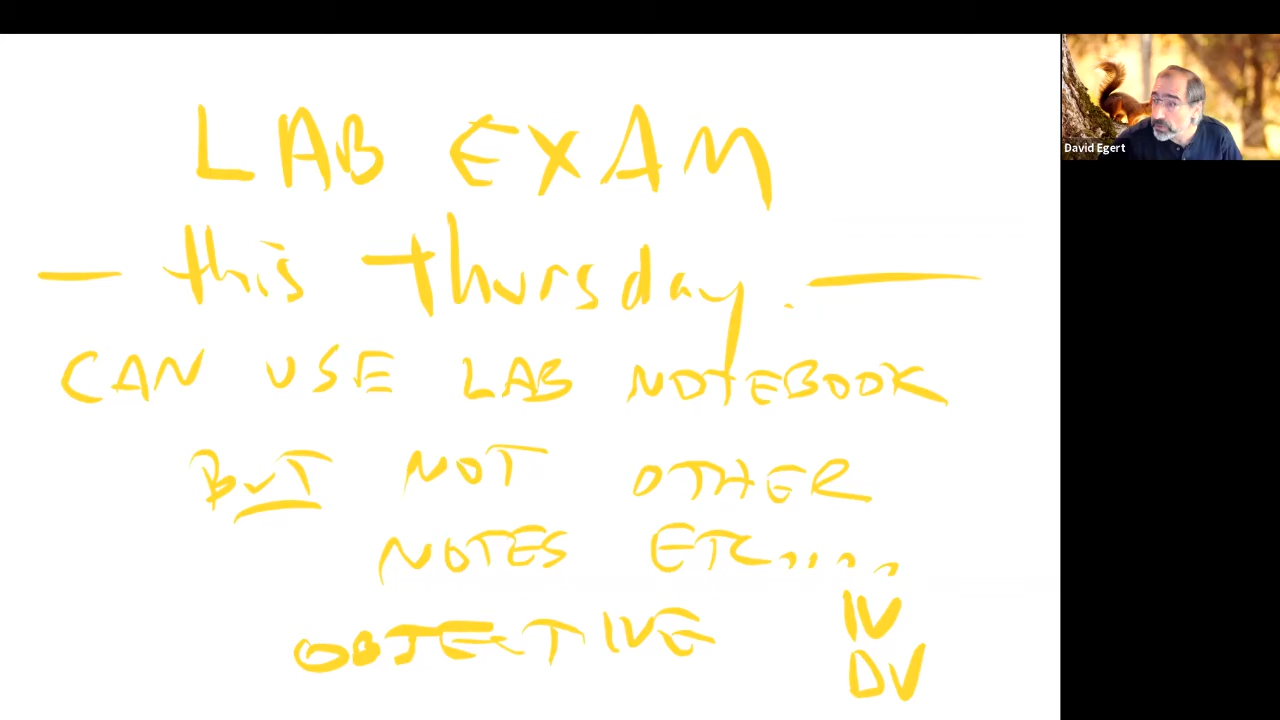 LAB EXAM
— this thursday. —
CAN USE LAB NOTEBOOK
BUT NOT OTHER
NOTES ETC.....
OBJECTIVE
IV
DV
David Egert